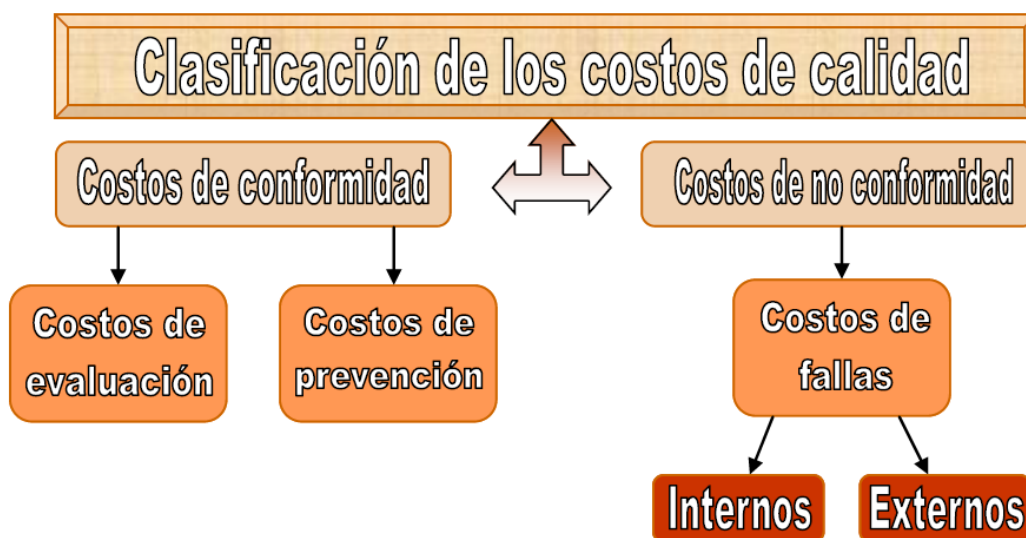 Clasificación de los costos de calidad
Costos de conformidad
Costos de no conformidad
Costos de
evaluación
Costos de
prevención
Costos de
fallas
Internos
Externos